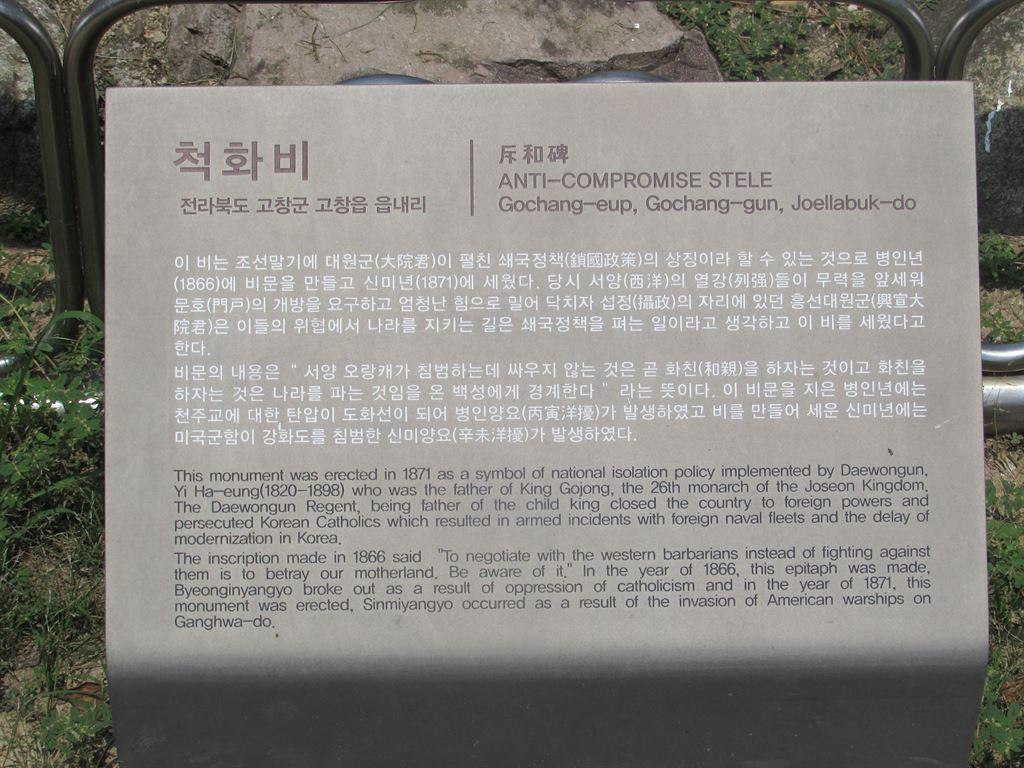 척화비
전라북도 고창군 고창읍 읍내리
斥和碑
ANTI-COMPROMISE STELE
Gochang-eup, Gochang-gun, Joellabuk-do
이 비는 조선말기에 대원군(大院君)이 펼친 쇄국정책(鎖國政策)의 상징이라 할 수 있는 것으로 병인년
(1866)에 비문을 만들고 신미년(1871)에 세웠다. 당시 서양(西洋)의 열강(列强)들이 무력을 앞세워
문호(門戶)의 개방을 요구하고 엄청난 힘으로 밀어 닥치자 섭정(攝政)의 자리에 있던 흥선대원군(興宣大
院君)은 이들의 위협에서 나라를 지키는 길은 쇄국정책을 펴는 일이라고 생각하고 이 비를 세웠다고
한다.
비문의 내용은 " 서양 오랑캐가 침범하는데 싸우지 않는 것은 곧 화친(和親)을 하자는 것이고 화친을
하자는 것은 나라를 파는 것임을 온 백성에게 경계한다 " 라는 뜻이다. 이 비문을 지은 병인년에는
천주교에 대한 탄압이 도화선이 되어 병인양요(丙寅洋擾)가 발생하였고 비를 만들어 세운 신미년에는
미국군함이 강화도를 침범한 신미양요(辛未洋擾)가 발생하였다.
This monument was erected in 1871 as a symbol of national isolation policy implemented by Daewongun,
Yi Ha-eung(1820-1898) who was the father of King Gojong, the 26th monarch of the Joseon Kingdom.
The Daewongun Regent, being father of the child king closed the country to foreign powers and
persecuted Korean Catholics which resulted in armed incidents with foreign naval fleets and the delay of
modernization in Korea.
The inscription made in 1866 said "To negotiate with the western barbarians instead of fighting against
them is to betray our motherland. Be aware of it." In the year of 1866, this epitaph was made,
Byeonginyangyo broke out as a result of oppression of catholicism and in the year of 1871, this
monument was erected, Sinmiyangyo occurred as a result of the invasion of American warships on
Ganghwa-do.